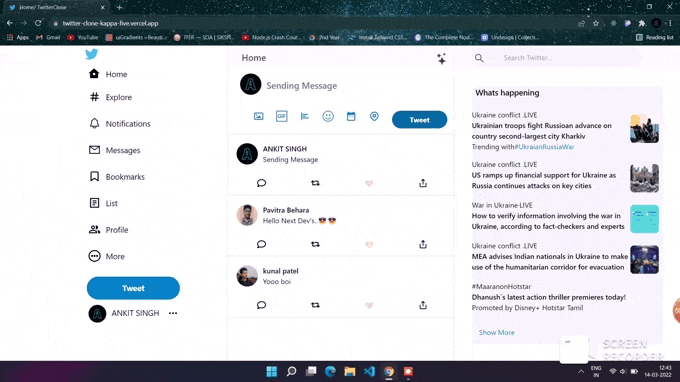 Home/ TwitterClone
twitter-clone-kappa-live.vercel.app
Apps
Gmail
YouTube
uiGradients – Beauti...
ITER — SOA | SIKSH...
Node.js Crash Cour...
2nd Year
Install Tailwind CSS...
The Complete Nod...
Undesign | Collecti...
Reading list
Home
Explore
Notifications
Messages
Bookmarks
List
Profile
More
Tweet
ANKIT SINGH
Home
Sending Message
GIF
Tweet
ANKIT SINGH
Sending Message
Pavitra Behara
Hello Next Dev's..😎😎
kunal patel
Yooo boi
Search Twitter...
Whats happening
Ukraine conflict .LIVE
Ukrainian troops fight Russioan advance on
country second-largest city Kharkiv
Trending with#UkraianRussiaWar
Ukraine conflict .LIVE
US ramps up financial support for Ukraine as
Russia continues attacks on key cities
War in Ukraine·LIVE
How to verify information involving the war in
Ukraine, according to fact-checkers and experts
Ukraine conflict .LIVE
MEA advises Indian nationals in Ukraine to make
use of the humanitarian corridor for evacuation
#MaaranonHotstar
Dhanush's latest action thriller premieres today!
Promoted by Disney+ Hotstar Tamil
Show More
SCREEN
RECORDER
ENG
IN
12:43
14-03-2022